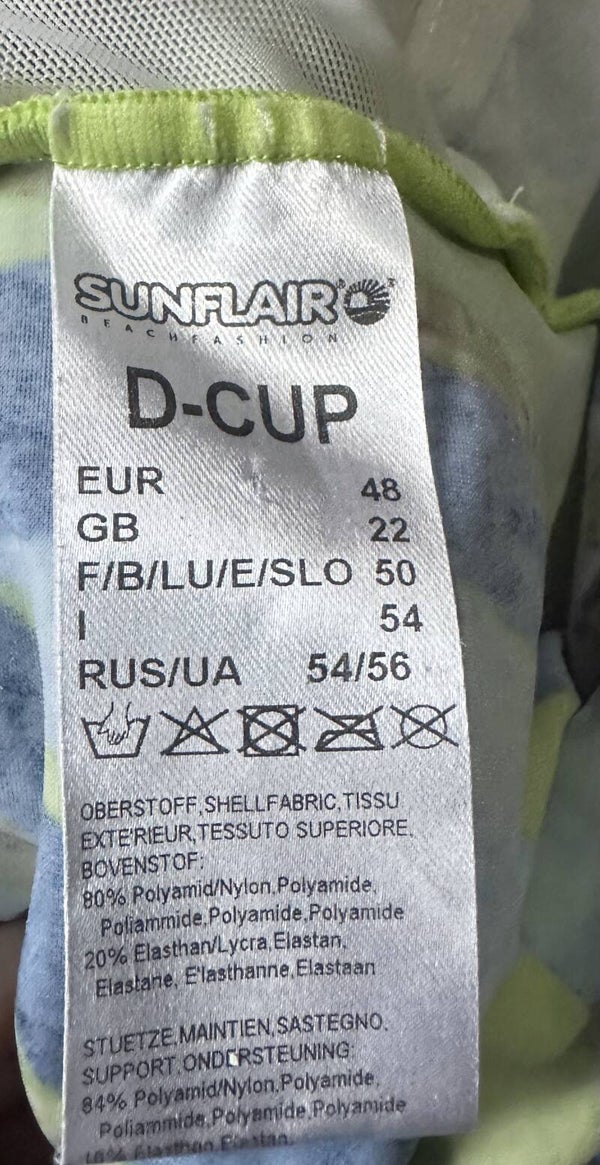 SUNFLAIR®
BEACHFASHION
D-CUP
EUR 48
GB 22
F/B/LU/E/SLO 50
I 54
RUS/UA 54/56
OBERSTOFF,SHELLFABRIC,TISSU
EXTE'RIEUR,TESSUTO SUPERIORE.
BOVENSTOF:
80% Polyamid/Nylon,Polyamide,
Poliammide,Polyamide,Polyamide
20% Elasthan/Lycra,Elastan,
Elastane, E'lasthanne,Elastaan
STUETZE,MAINTIEN,SASTEGNO,
SUPPORT,ONDERSTEUNING:
84% Polyamid/Nylon,Polyamide,
Poliammide,Polyamide,Polyamide
16% Elasthan